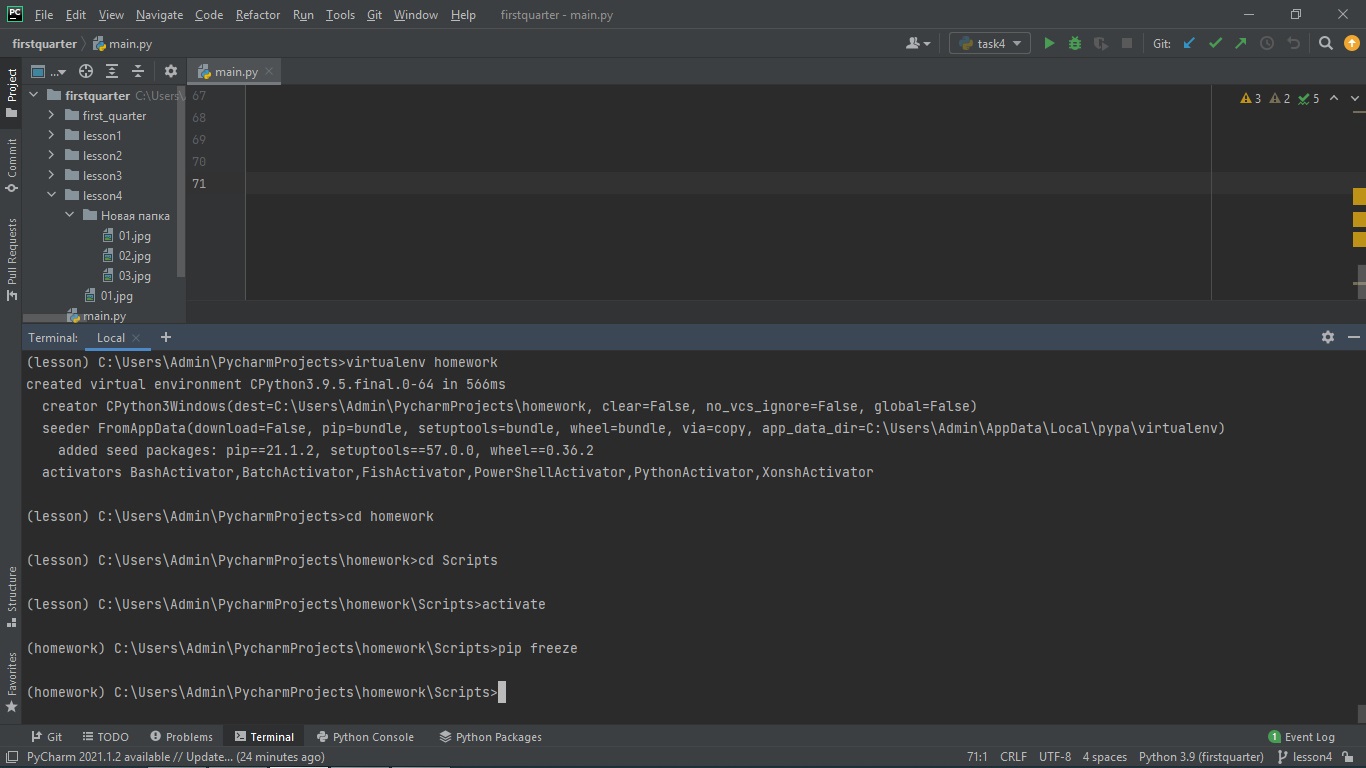 PC File Edit View Navigate Code Refactor Run Tools Git Window Help firstquarter - main.py
firstquarter main.py task4 Git:
Project ... main.py
firstquarter C:\Users\ 67 3 2 5
first_quarter 68
lesson1 69
lesson2 70
lesson3 71
lesson4
Новая папка
01.jpg
02.jpg
03.jpg
01.jpg
main.py
Commit
Pull Requests
Structure
Favorites
Terminal: Local
(lesson) C:\Users\Admin\PycharmProjects>virtualenv homework
created virtual environment CPython3.9.5.final.0-64 in 566ms
creator CPython3Windows(dest=C:\Users\Admin\PycharmProjects\homework, clear=False, no_vcs_ignore=False, global=False)
seeder FromAppData(download=False, pip=bundle, setuptools=bundle, wheel=bundle, via=copy, app_data_dir=C:\Users\Admin\AppData\Local\pypa\virtualenv)
added seed packages: pip==21.1.2, setuptools==57.0.0, wheel==0.36.2
activators BashActivator,BatchActivator,FishActivator,PowerShellActivator,PythonActivator,XonshActivator
(lesson) C:\Users\Admin\PycharmProjects>cd homework
(lesson) C:\Users\Admin\PycharmProjects\homework>cd Scripts
(lesson) C:\Users\Admin\PycharmProjects\homework\Scripts>activate
(homework) C:\Users\Admin\PycharmProjects\homework\Scripts>pip freeze
(homework) C:\Users\Admin\PycharmProjects\homework\Scripts>
Git TODO Problems Terminal Python Console Python Packages 1 Event Log
PyCharm 2021.1.2 available // Update... (24 minutes ago) 71:1 CRLF UTF-8 4 spaces Python 3.9 (firstquarter) lesson4